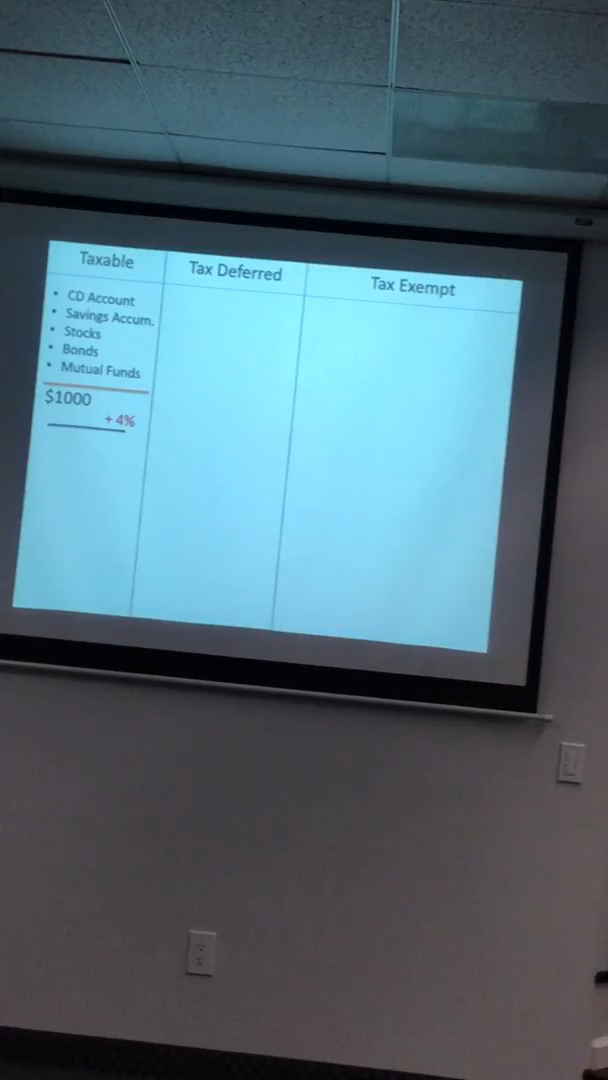 Taxable
Tax Deferred
Tax Exempt
• CD Account
• Savings Accum.
• Stocks
• Bonds
• Mutual Funds
$1000
+ 4%